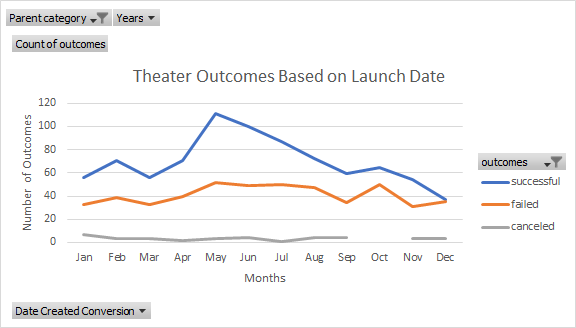 Parent category Years
Count of outcomes
Theater Outcomes Based on Launch Date
Number of Outcomes
120
100
80
60
40
20
0
Jan Feb Mar Apr May Jun Jul Aug Sep Oct Nov Dec
Months
outcomes
successful
failed
canceled
Date Created Conversion